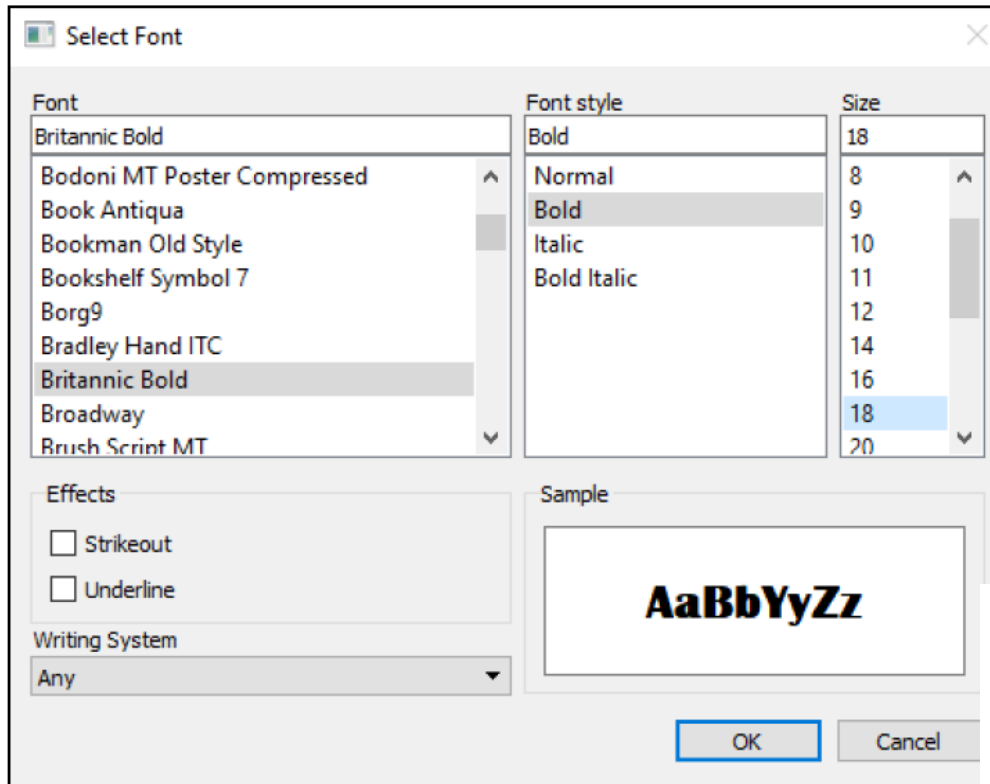 Select Font
Font
Britannic Bold
Bodoni MT Poster Compressed
Book Antiqua
Bookman Old Style
Bookshelf Symbol 7
Borg9
Bradley Hand ITC
Britannic Bold
Broadway
Brush Script MT
Font style
Bold
Normal
Bold
Italic
Bold Italic
Size
18
8
9
10
11
12
14
16
18
20
Effects
Strikeout
Underline
Writing System
Any
Sample
AaBbYyZz
OK
Cancel